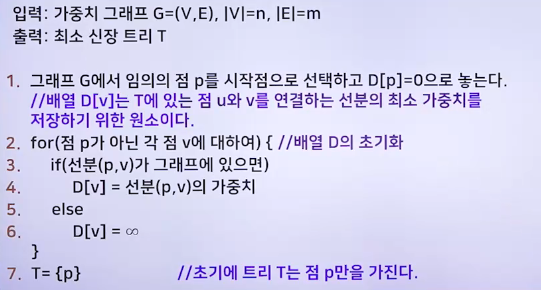 입력: 가중치 그래프 G=(V,E), |V|=n, |E|=m
출력: 최소 신장 트리 T
1. 그래프 G에서 임의의 점 p를 시작점으로 선택하고 D[p]=0으로 놓는다.
//배열 D[v]는 T에 있는 점 u와 v를 연결하는 선분의 최소 가중치를
저장하기 위한 원소이다.
2. for(점 p가 아닌 각 점 v에 대하여) { //배열 D의 초기화
3. if(선분(p,v)가 그래프에 있으면)
4. D[v] = 선분(p,v)의 가중치
5. else
6. D[v] = ∞
}
7. T= {p} //초기에 트리 T는 점 p만을 가진다.